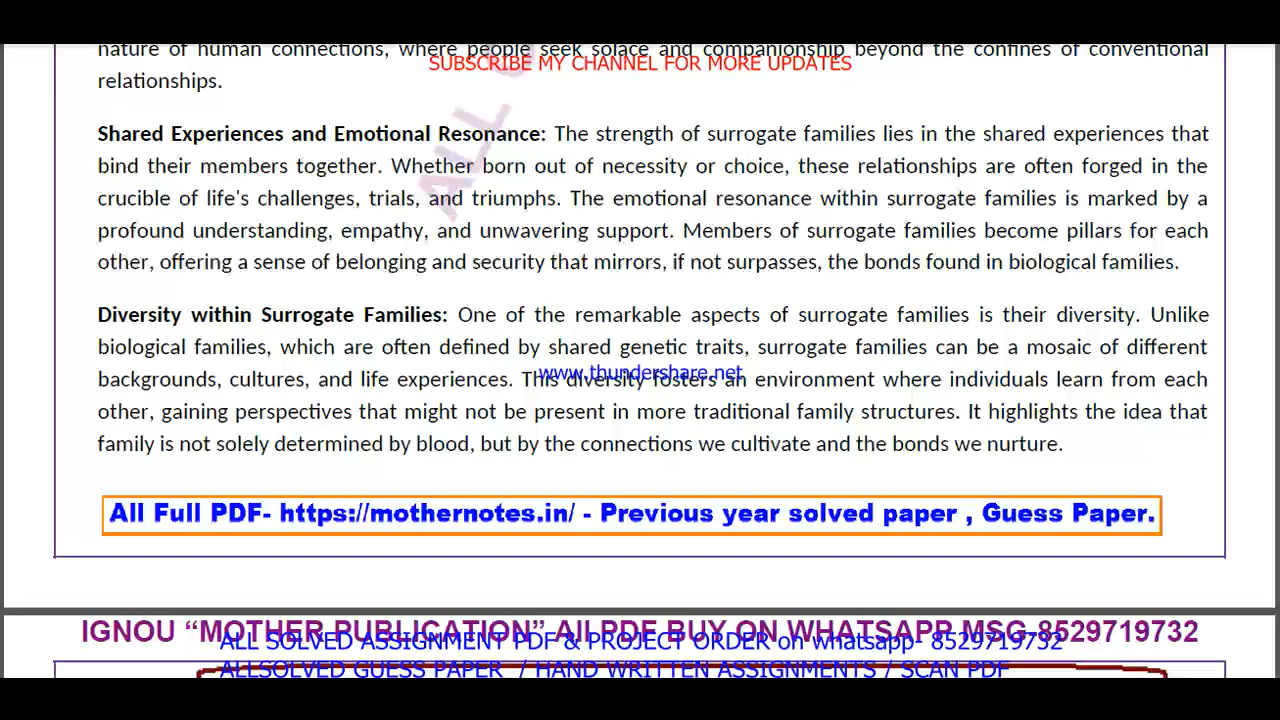 nature of human connections, where people seek solace and companionship beyond the confines of conventional
SUBSCRIBE MY CHANNEL FOR MORE UPDATES
relationships.
ALL
Shared Experiences and Emotional Resonance: The strength of surrogate families lies in the shared experiences that
bind their members together. Whether born out of necessity or choice, these relationships are often forged in the
crucible of life's challenges, trials, and triumphs. The emotional resonance within surrogate families is marked by a
profound understanding, empathy, and unwavering support. Members of surrogate families become pillars for each
other, offering a sense of belonging and security that mirrors, if not surpasses, the bonds found in biological families.
Diversity within Surrogate Families: One of the remarkable aspects of surrogate families is their diversity. Unlike
biological families, which are often defined by shared genetic traits, surrogate families can be a mosaic of different
www.thundershare.net
backgrounds, cultures, and life experiences. This diversity fosters an environment where individuals learn from each
other, gaining perspectives that might not be present in more traditional family structures. It highlights the idea that
family is not solely determined by blood, but by the connections we cultivate and the bonds we nurture.
All Full PDF- https://mothernotes.in/ - Previous year solved paper , Guess Paper.
IGNOU “MOTHER PUBLICATION” All PDF BUY ON WHATSAPP MSG-8529719732
ALL SOLVED ASSIGNMENT PDF & PROJECT ORDER on whatsapp- 8529719732
ALLSOLVED GUESS PAPER / HAND WRITTEN ASSIGNMENTS / SCAN PDF